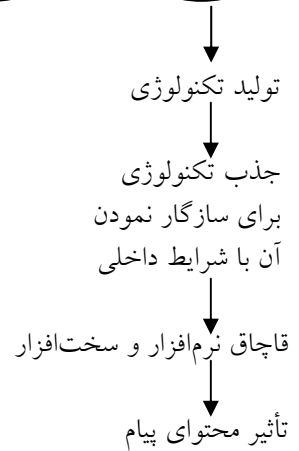 تولید تکنولوژی
جذب تکنولوژی
برای سازگار نمودن
آن با شرایط داخلی
قاچاق نرم‌افزار و سخت‌افزار
تأثیر محتوای پیام